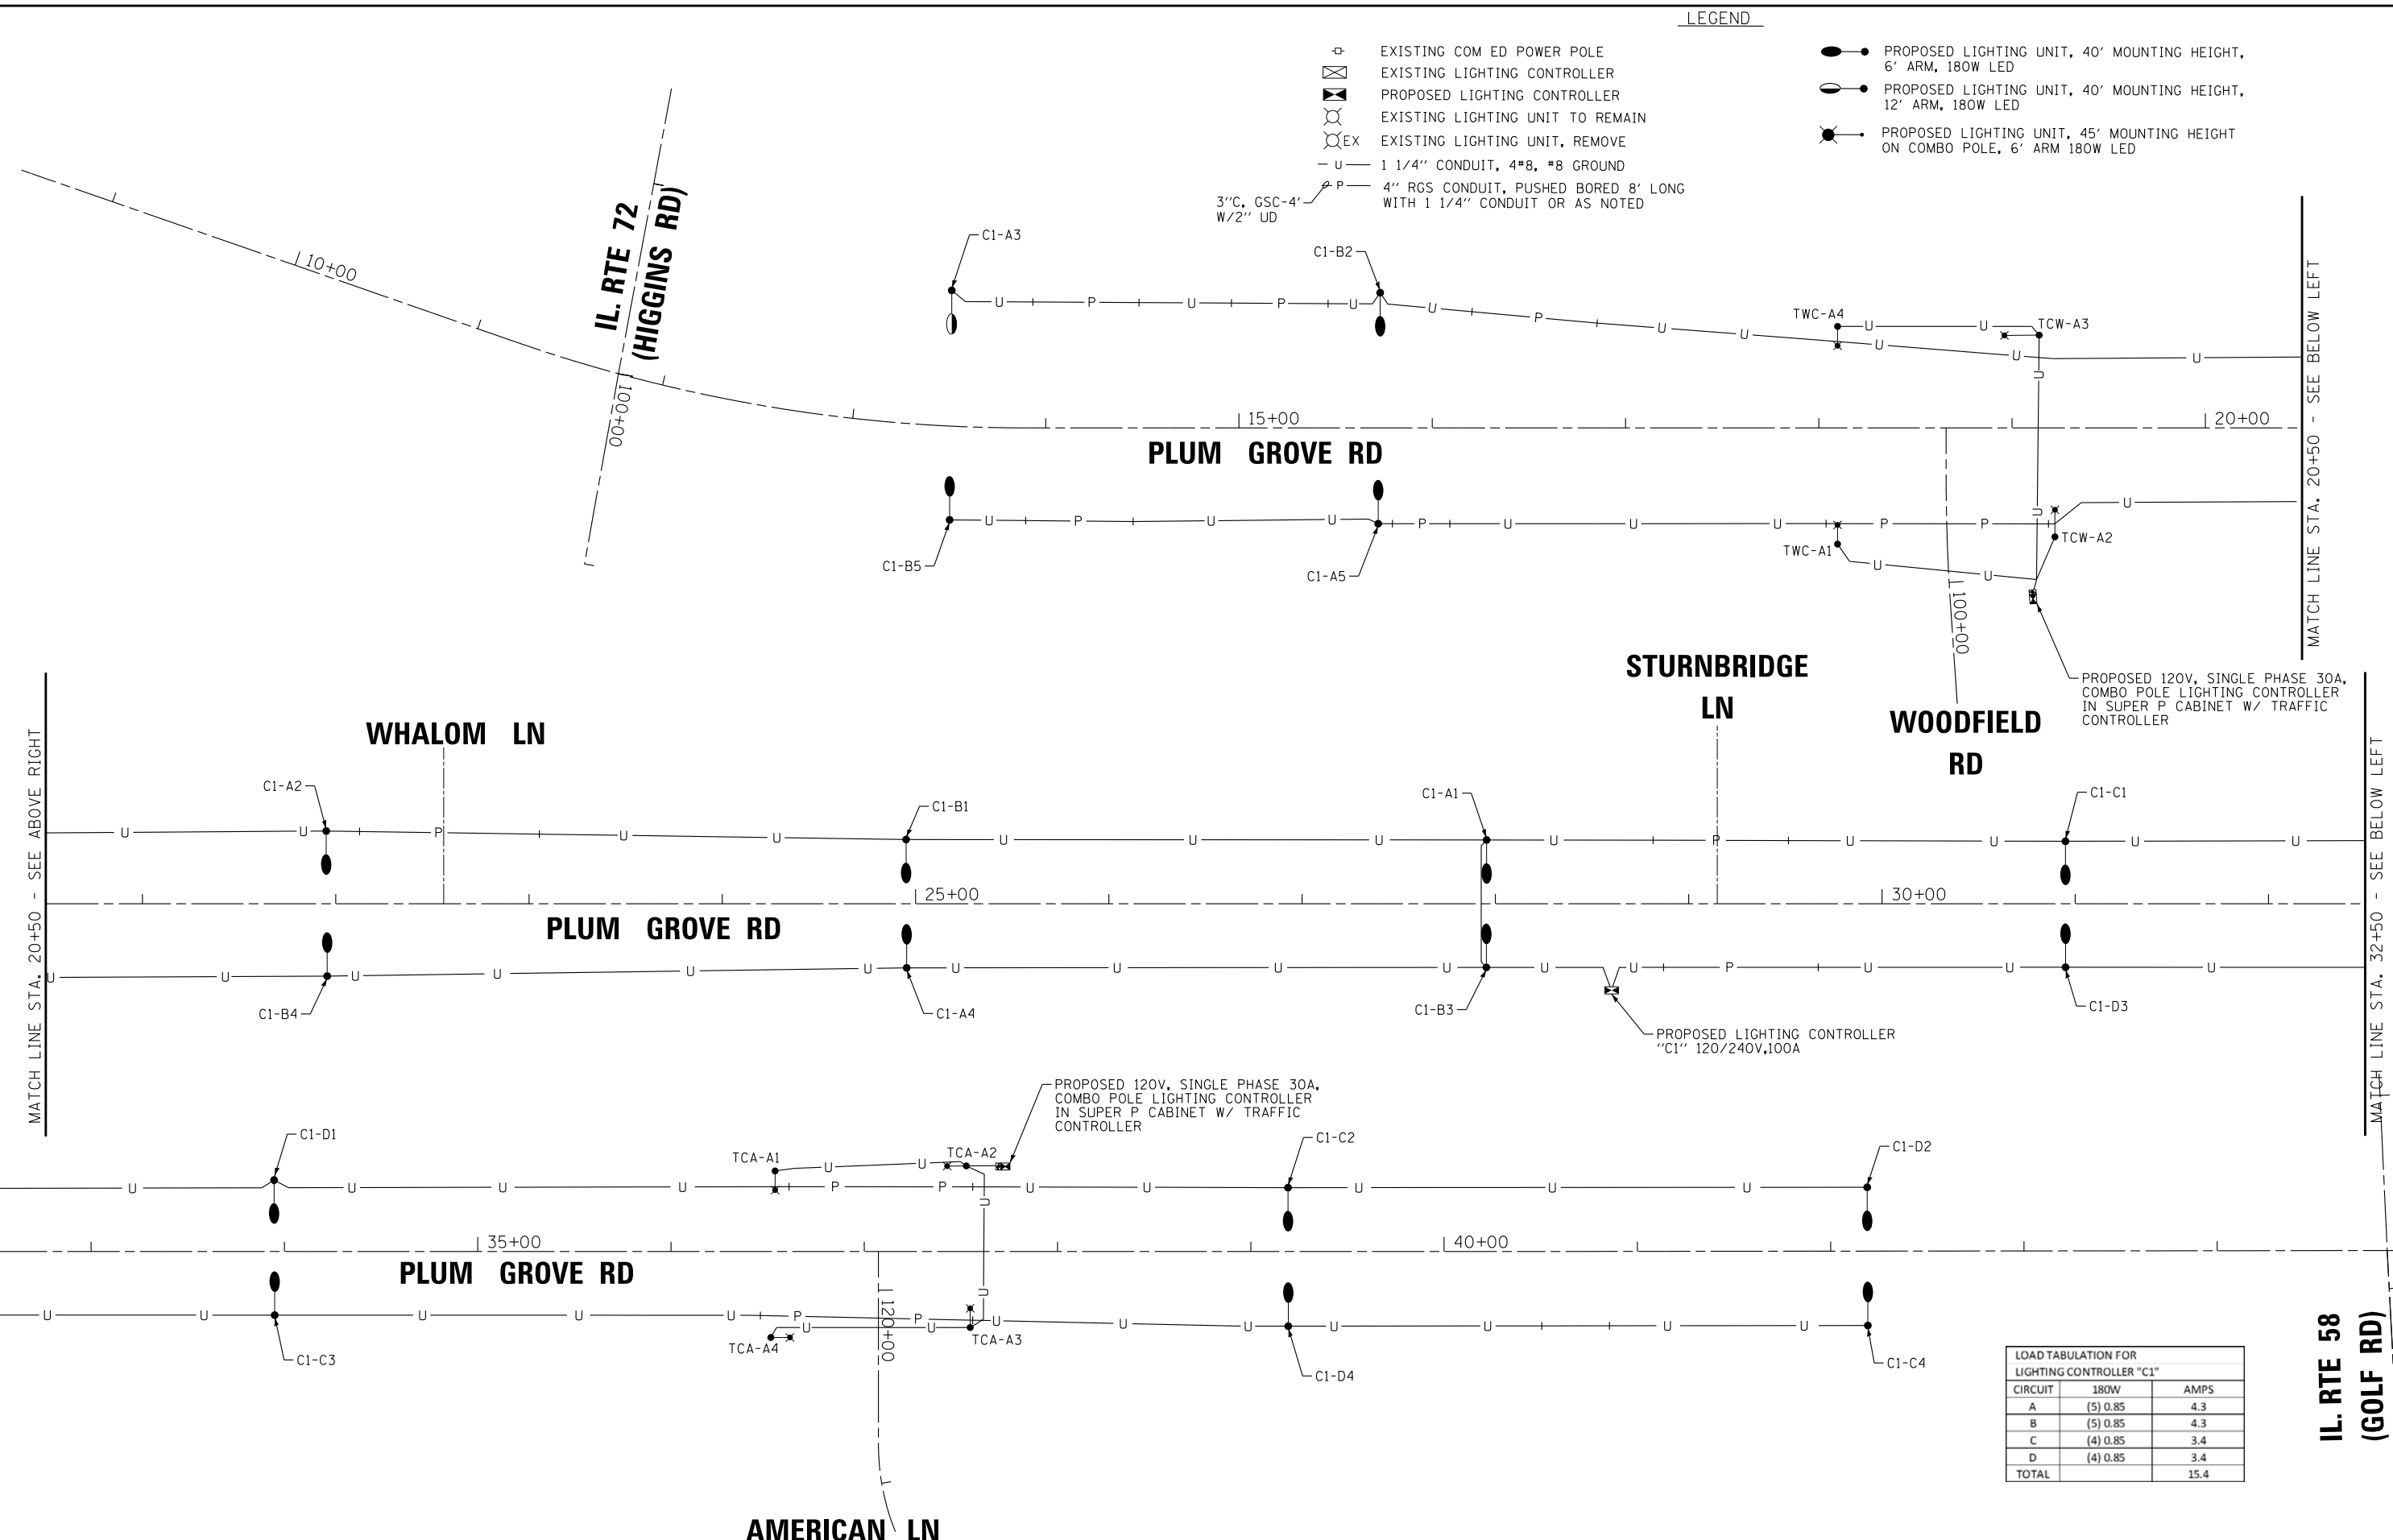 LEGEND
EXISTING COM ED POWER POLE
EXISTING LIGHTING CONTROLLER
PROPOSED LIGHTING CONTROLLER
EXISTING LIGHTING UNIT TO REMAIN
EX EXISTING LIGHTING UNIT, REMOVE
U 1 1/4" CONDUIT, 4#8, #8 GROUND
P 4" RGS CONDUIT, PUSHED BORED 8' LONG
WITH 1 1/4" CONDUIT OR AS NOTED
3"C, GSC-4'
W/2" UD
PROPOSED LIGHTING UNIT, 40' MOUNTING HEIGHT,
6' ARM, 180W LED
PROPOSED LIGHTING UNIT, 40' MOUNTING HEIGHT,
12' ARM, 180W LED
PROPOSED LIGHTING UNIT, 45' MOUNTING HEIGHT
ON COMBO POLE, 6' ARM 180W LED
10+00
IL. RTE 72
(HIGGINS RD)
100+00
C1-A3
U P U P U
C1-B2
U P U U U U U
TWC-A4
U U
TCW-A3
U
U
15+00
20+00
PLUM GROVE RD
MATCH LINE STA. 20+50 - SEE BELOW LEFT
U P U U
C1-B5
P U U U P P U
C1-A5
TWC-A1
U U
TCW-A2
100+00
PROPOSED 120V, SINGLE PHASE 30A,
COMBO POLE LIGHTING CONTROLLER
IN SUPER P CABINET W/ TRAFFIC
CONTROLLER
WOODFIELD
RD
STURNBRIDGE
LN
WHALOM LN
MATCH LINE STA. 20+50 - SEE ABOVE RIGHT
C1-A2
C1-B1
C1-A1
C1-C1
U U P U U U U U U P U U U U
25+00
30+00
PLUM GROVE RD
U U U U U U U U U U U U P U U U
C1-B4
C1-A4
C1-B3
C1-D3
PROPOSED LIGHTING CONTROLLER
"C1" 120/240V,100A
MATCH LINE STA. 32+50 - SEE BELOW LEFT
PROPOSED 120V, SINGLE PHASE 30A,
COMBO POLE LIGHTING CONTROLLER
IN SUPER P CABINET W/ TRAFFIC
CONTROLLER
C1-D1
TCA-A1
U U
TCA-A2
C1-C2
C1-D2
U U U U P P U U U U U
U
U
35+00
40+00
PLUM GROVE RD
U U U U U P P U U U U U U U
U U
C1-C3
TCA-A4
120+00
TCA-A3
C1-D4
C1-C4
AMERICAN LN
LOAD TABULATION FOR
LIGHTING CONTROLLER "C1"
CIRCUIT 180W AMPS
A (5) 0.85 4.3
B (5) 0.85 4.3
C (4) 0.85 3.4
D (4) 0.85 3.4
TOTAL 15.4
IL. RTE 58
(GOLF RD)